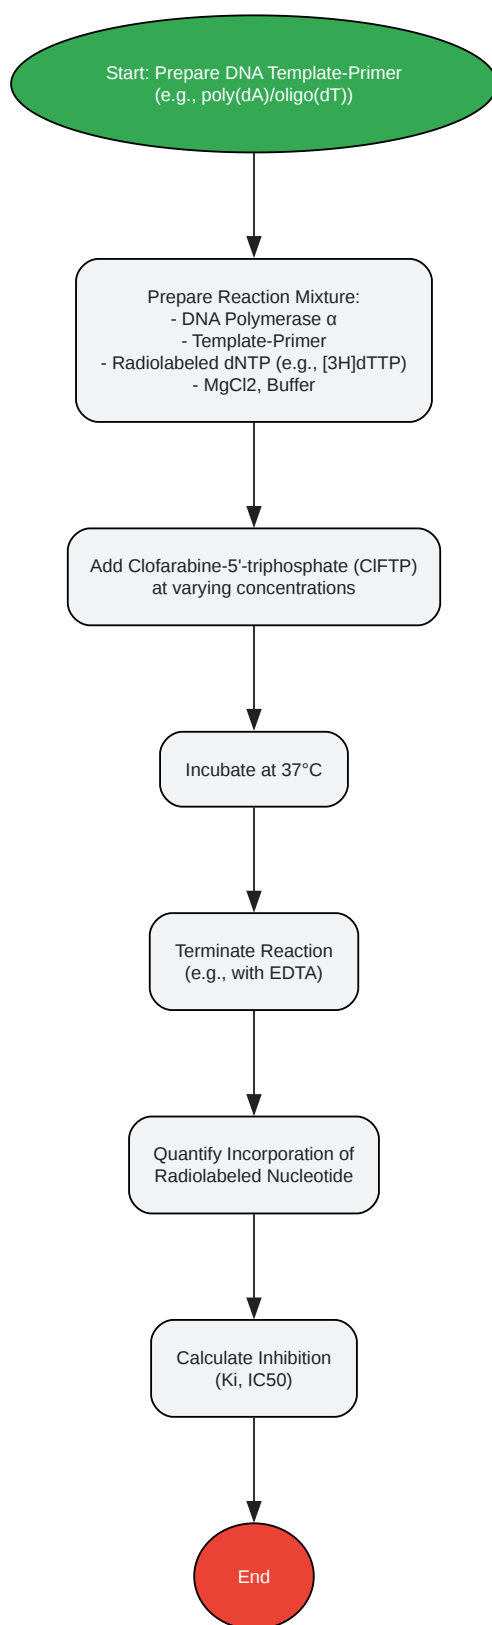 Start: Prepare DNA Template-Primer
(e.g., poly(dA)/oligo(dT))
Prepare Reaction Mixture:
- DNA Polymerase α
- Template-Primer
- Radiolabeled dNTP (e.g., [3H]dTTP)
- MgCl2, Buffer
Add Clofarabine-5'-triphosphate (ClFTP)
at varying concentrations
Incubate at 37°C
Terminate Reaction
(e.g., with EDTA)
Quantify Incorporation of
Radiolabeled Nucleotide
Calculate Inhibition
(Ki, IC50)
End